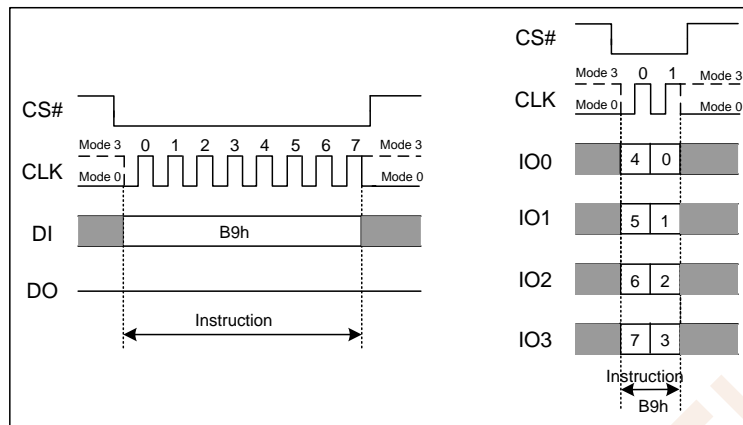 CS#
Mode 3 0 1 2 3 4 5 6 7 Mode 3
CLK
Mode 0 Mode 0
DI B9h
DO
Instruction
CS#
Mode 3 0 1 Mode 3
CLK
Mode 0 Mode 0
IO0 4 0
IO1 5 1
IO2 6 2
IO3 7 3
Instruction
B9h